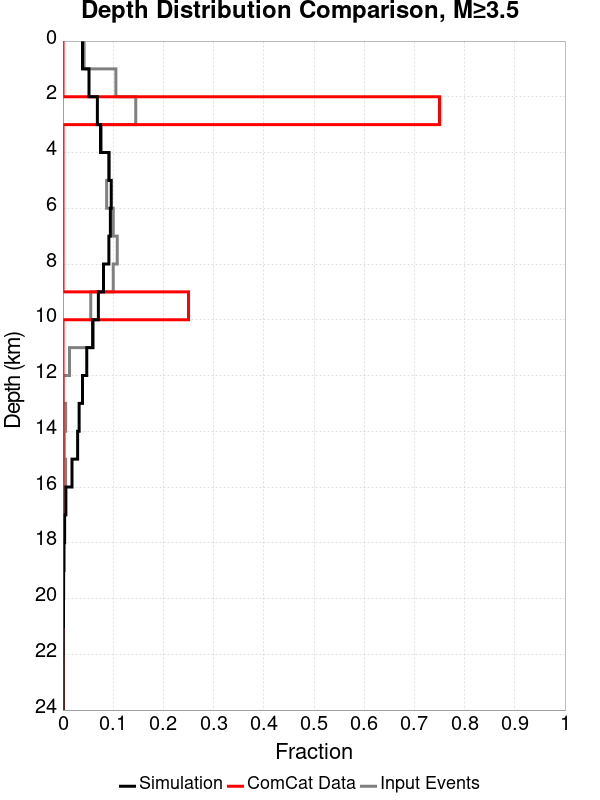 Depth Distribution Comparison, M≥3.5
0
2
4
6
8
10
12
14
16
18
20
22
24
Depth (km)
0 0.1 0.2 0.3 0.4 0.5 0.6 0.7 0.8 0.9 1
Fraction
Simulation ComCat Data Input Events